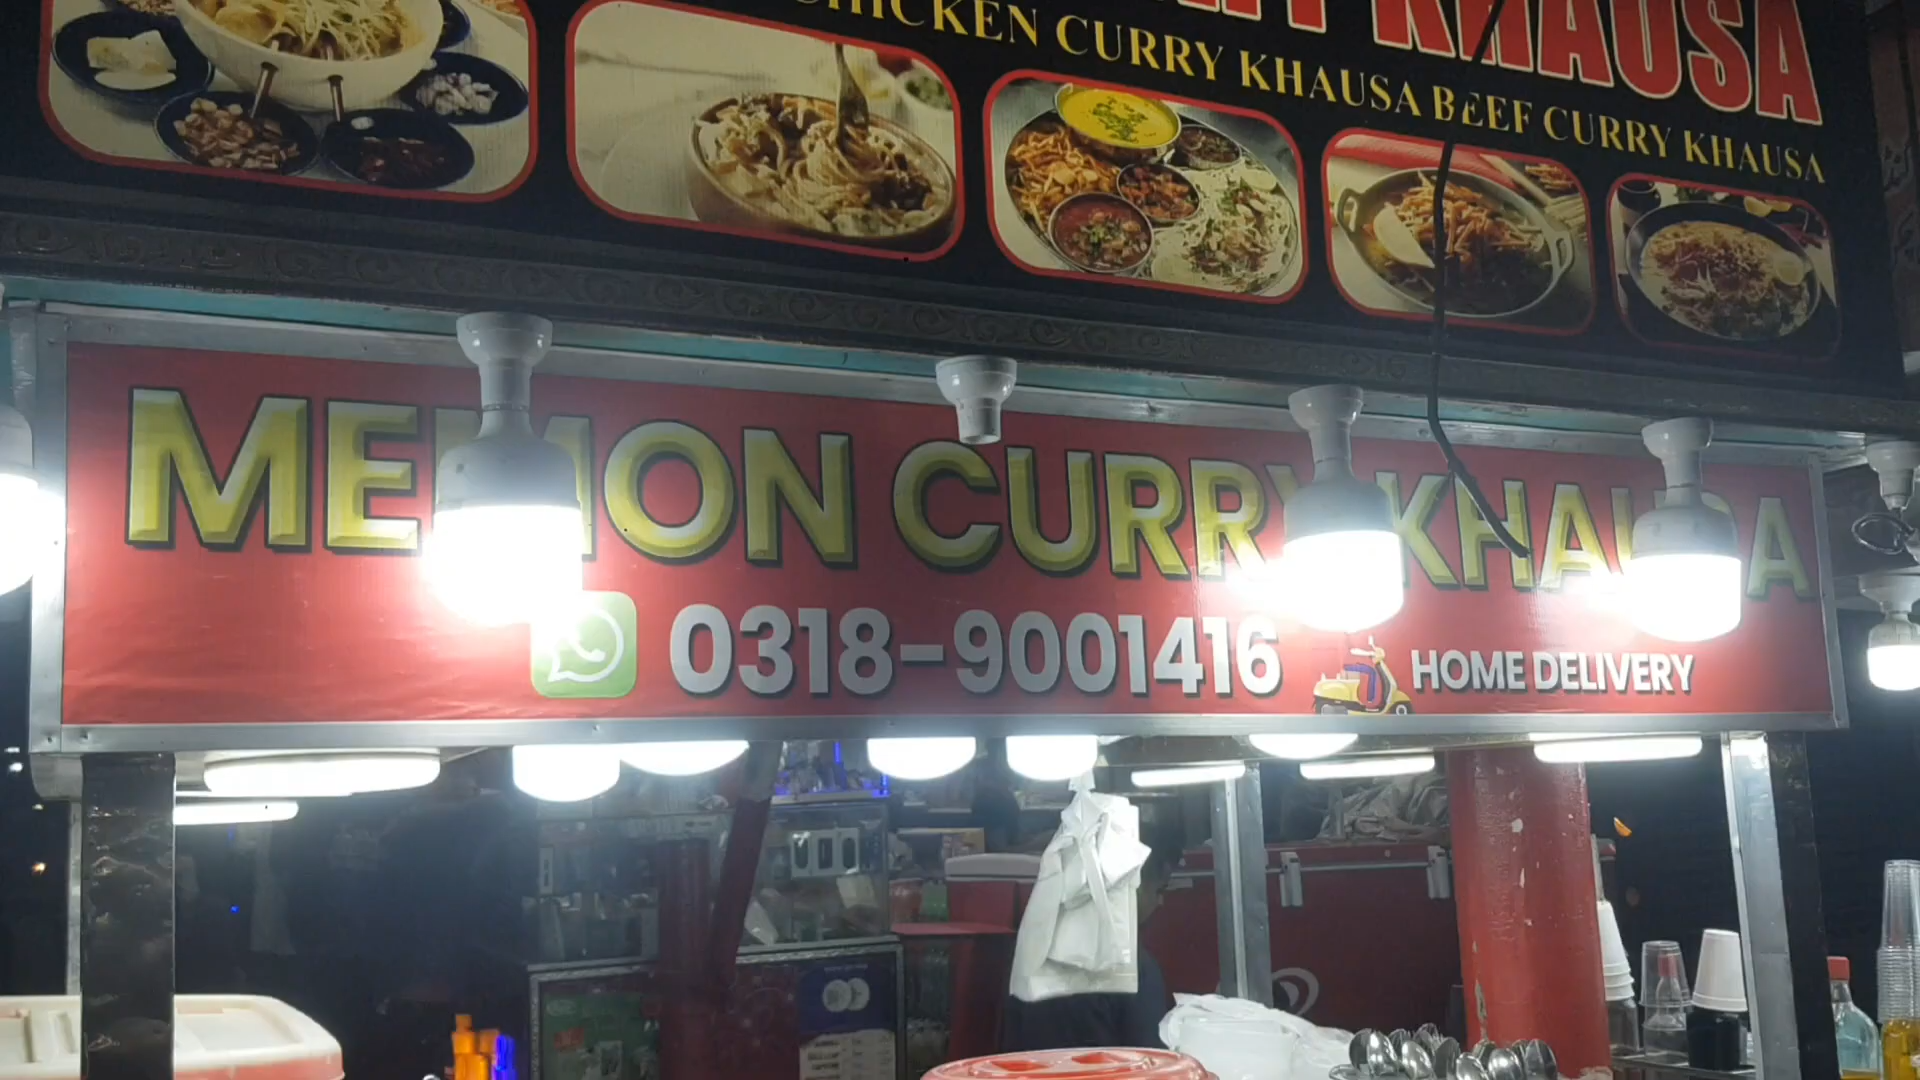 KHAUSA
CHICKEN CURRY KHAUSA BEEF CURRY KHAUSA
MEMON CURRY KHAUSA
0318-9001416
HOME DELIVERY